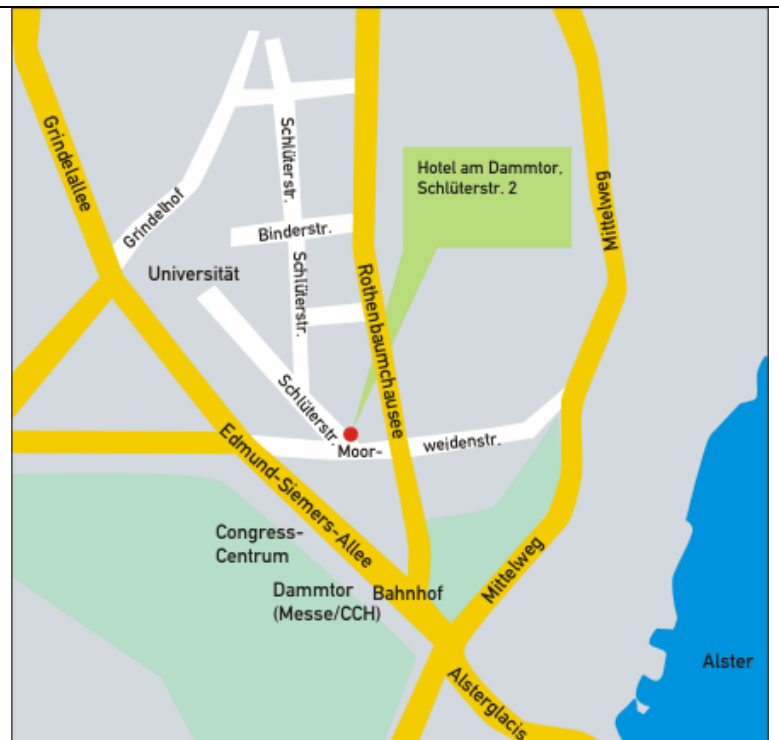 Grindelallee
Grindelhof
Schlüterstr.
Hotel am Dammtor,
Schlüterstr. 2
Mittelweg
Binderstr.
Universität
Schlüterstr.
Rothenbaumchausee
Schlüterstr.
Moor-
weidenstr.
Edmund-Siemers-Allee
Congress-
Centrum
Dammtor
(Messe/CCH)
Bahnhof
Mittelweg
Alster
Alsterglacis